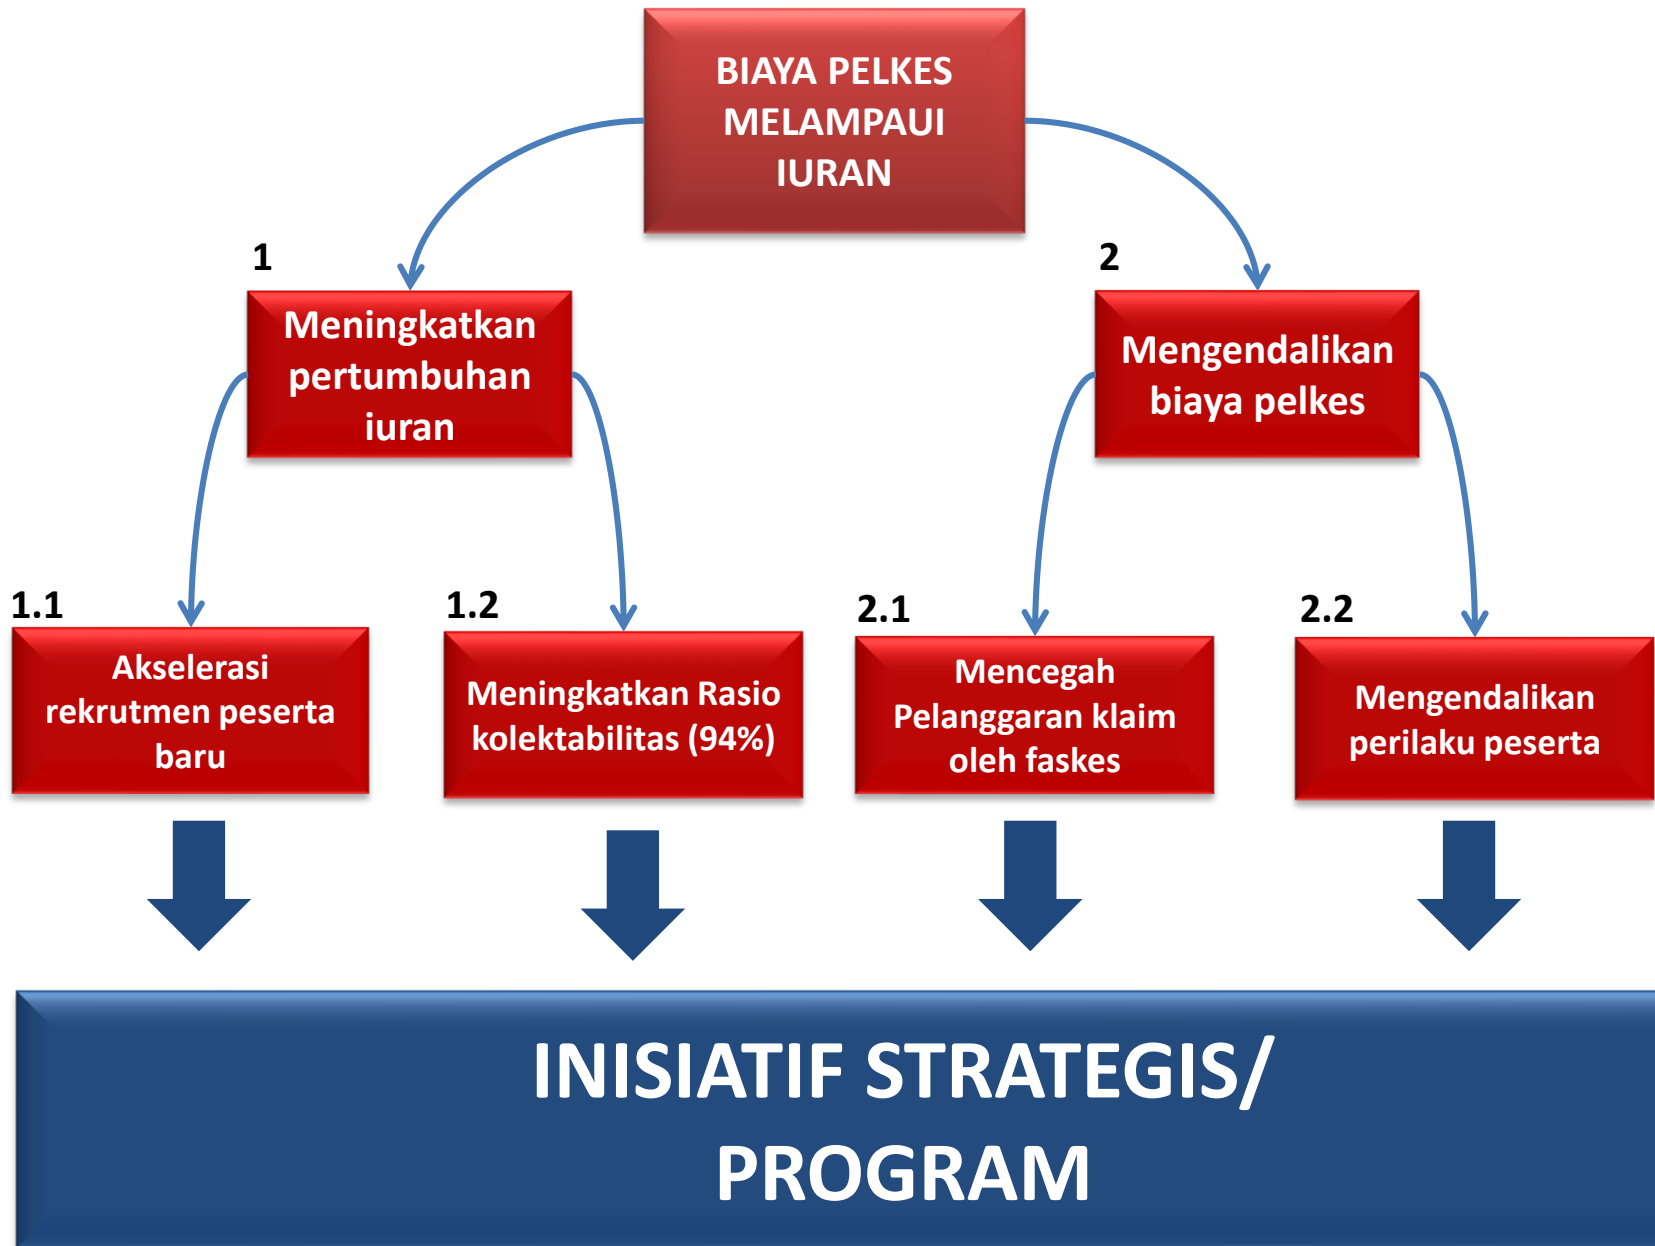 BIAYA PELKES
MELAMPAUI
IURAN
1
Meningkatkan
pertumbuhan
iuran
2
Mengendalikan
biaya pelkes
1.1
Akselerasi
rekrutmen peserta
baru
1.2
Meningkatkan Rasio
kolektabilitas (94%)
2.1
Mencegah
Pelanggaran klaim
oleh faskes
2.2
Mengendalikan
perilaku peserta
INISIATIF STRATEGIS/
PROGRAM